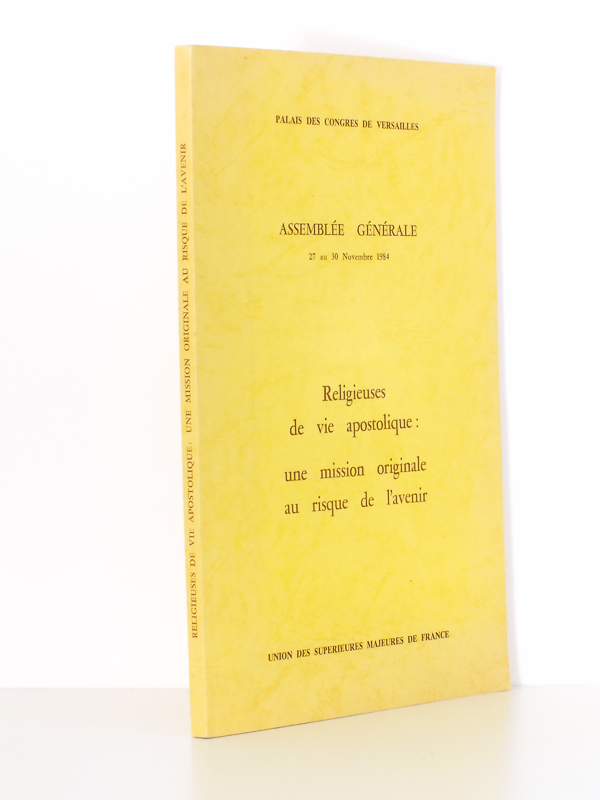 PALAIS DES CONGRES DE VERSAILLES
ASSEMBLÉE GÉNÉRALE
27 au 30 Novembre 1984
Religieuses
de vie apostolique :
une mission originale
au risque de l'avenir
UNION DES SUPERIEURES MAJEURES DE FRANCE
RELIGIEUSES DE VIE APOSTOLIQUE : UNE MISSION ORIGINALE AU RISQUE DE L'AVENIR